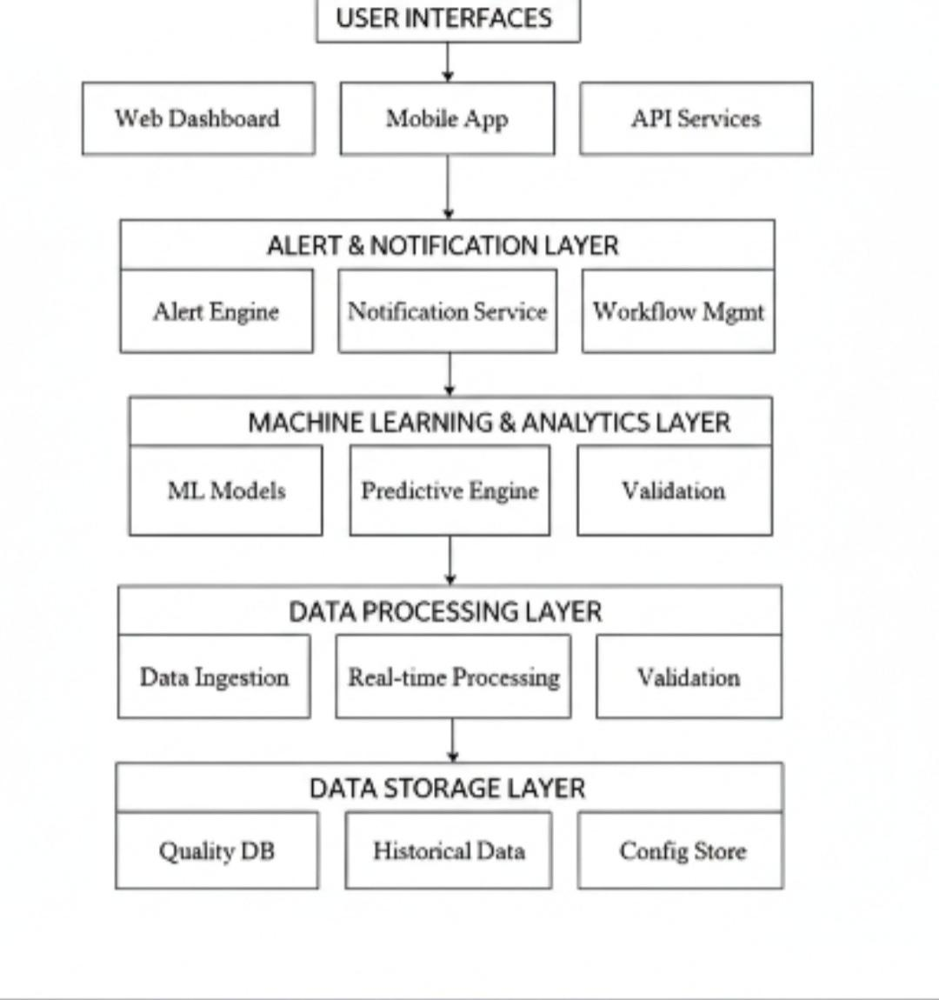 USER INTERFACES
Web Dashboard
Mobile App
API Services
ALERT & NOTIFICATION LAYER
Alert Engine
Notification Service
Workflow Mgmt
MACHINE LEARNING & ANALYTICS LAYER
ML Models
Predictive Engine
Validation
DATA PROCESSING LAYER
Data Ingestion
Real-time Processing
Validation
DATA STORAGE LAYER
Quality DB
Historical Data
Config Store